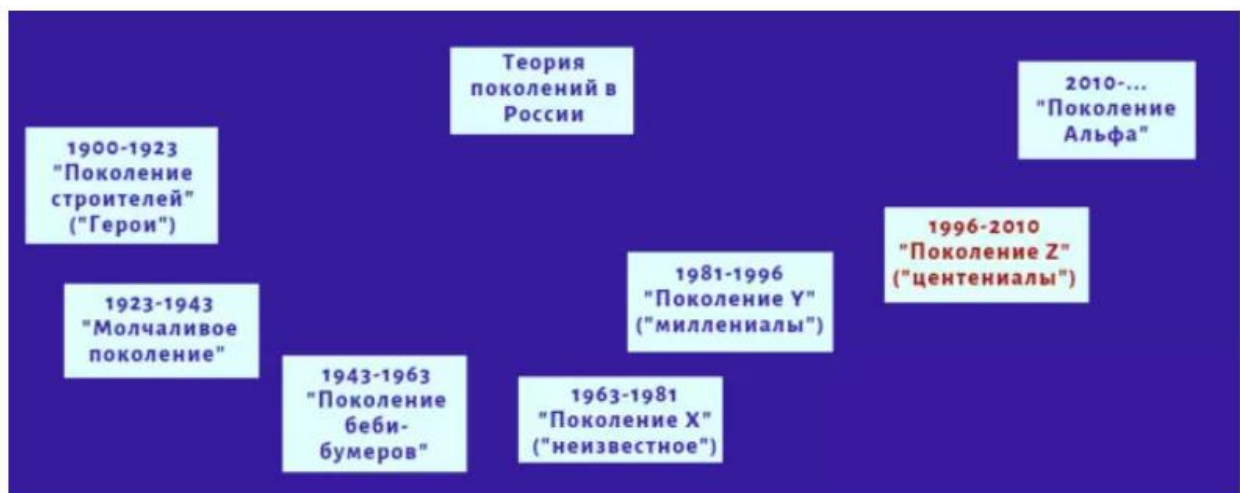 Теория
поколений в
России
1900-1923
"Поколение
строителей"
("Герои")
1923-1943
"Молчаливое
поколение"
1943-1963
"Поколение
беби-
бумеров"
1963-1981
"Поколение X"
("неизвестное")
1981-1996
"Поколение Y"
("миллениалы")
1996-2010
"Поколение Z"
("центениалы")
2010-...
"Поколение
Альфа"